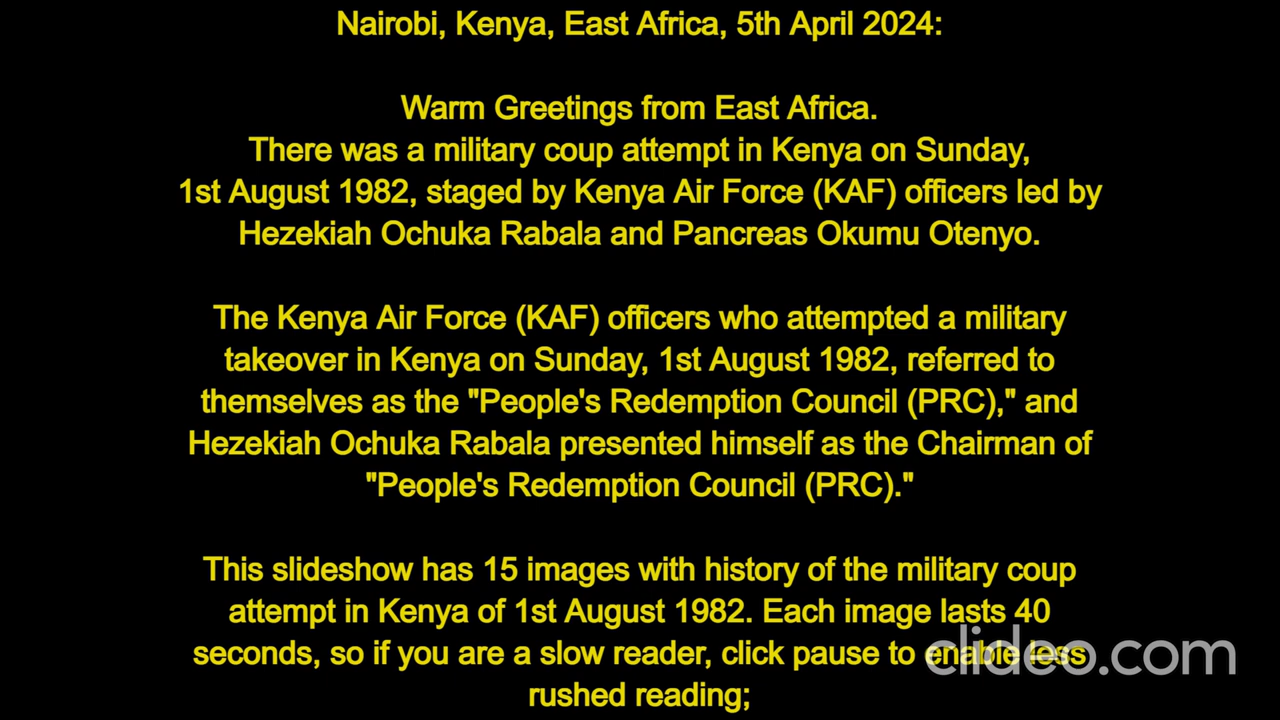 Nairobi, Kenya, East Africa, 5th April 2024:
Warm Greetings from East Africa.
There was a military coup attempt in Kenya on Sunday,
1st August 1982, staged by Kenya Air Force (KAF) officers led by
Hezekiah Ochuka Rabala and Pancreas Okumu Otenyo.
The Kenya Air Force (KAF) officers who attempted a military
takeover in Kenya on Sunday, 1st August 1982, referred to
themselves as the "People's Redemption Council (PRC)," and
Hezekiah Ochuka Rabala presented himself as the Chairman of
"People's Redemption Council (PRC)."
This slideshow has 15 images with history of the military coup
attempt in Kenya of 1st August 1982. Each image lasts 40
seconds, so if you are a slow reader, click pause to enable less
rushed reading;
clideo.com